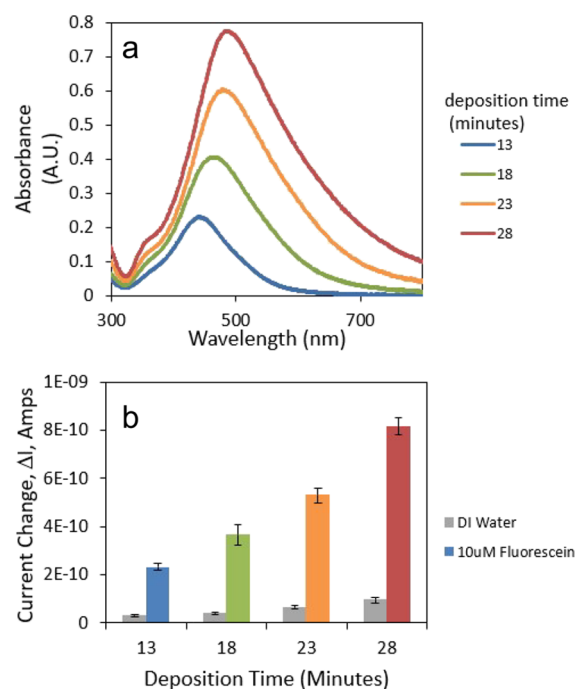 a
0.8
0.7
0.6
0.5
0.4
0.3
0.2
0.1
0
Absorbance
(A.U.)
300
500
700
Wavelength (nm)
deposition time
(minutes)
13
18
23
28
b
1E-09
8E-10
6E-10
4E-10
2E-10
0
Current Change, ΔI, Amps
13
18
23
28
Deposition Time (Minutes)
DI Water
10uM Fluorescein